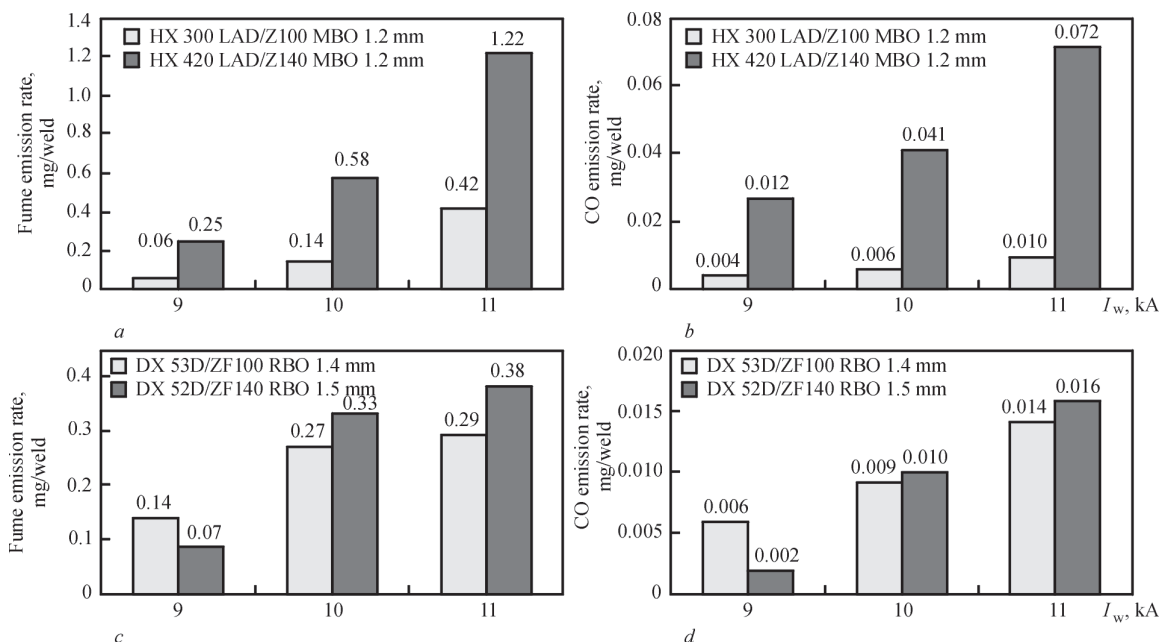 1.4
1.2
1.0
0.8
0.6
0.4
0.2
0
Fume emission rate,
mg/weld
HX 300 LAD/Z100 MBO 1.2 mm
HX 420 LAD/Z140 MBO 1.2 mm
0.06
0.25
0.14
0.58
0.42
1.22
9
10
11
a
0.08
0.06
0.04
0.02
0
CO emission rate,
mg/weld
HX 300 LAD/Z100 MBO 1.2 mm
HX 420 LAD/Z140 MBO 1.2 mm
0.004
0.012
0.006
0.041
0.010
0.072
9
10
11
Iw, kA
b
0.4
0.3
0.2
0.1
0
Fume emission rate,
mg/weld
DX 53D/ZF100 RBO 1.4 mm
DX 52D/ZF140 RBO 1.5 mm
0.14
0.07
0.27
0.33
0.29
0.38
9
10
11
c
0.020
0.015
0.010
0.005
0
CO emission rate,
mg/weld
DX 53D/ZF100 RBO 1.4 mm
DX 52D/ZF140 RBO 1.5 mm
0.006
0.002
0.009
0.010
0.014
0.016
9
10
11
Iw, kA
d